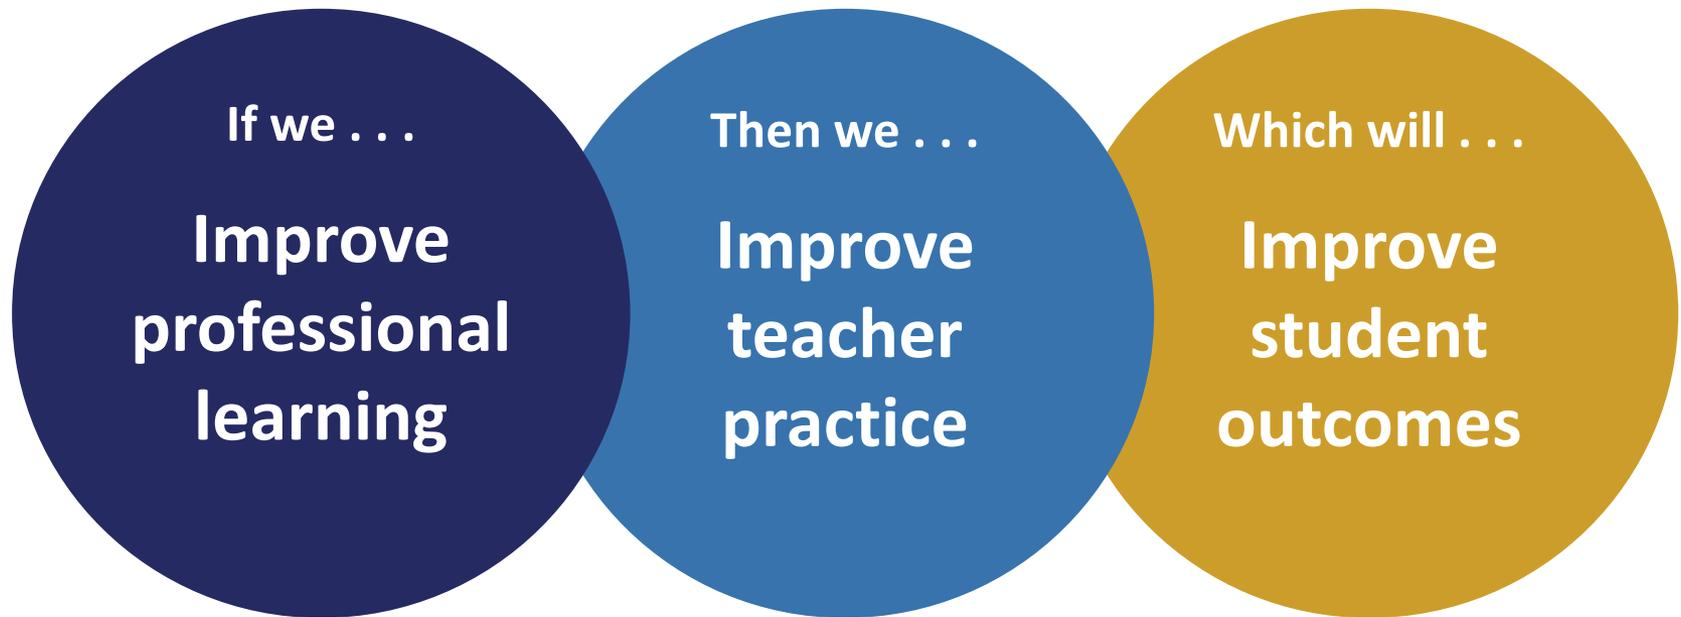 If we . . .
Improve
professional
learning
Then we . . .
Improve
teacher
practice
Which will . . .
Improve
student
outcomes